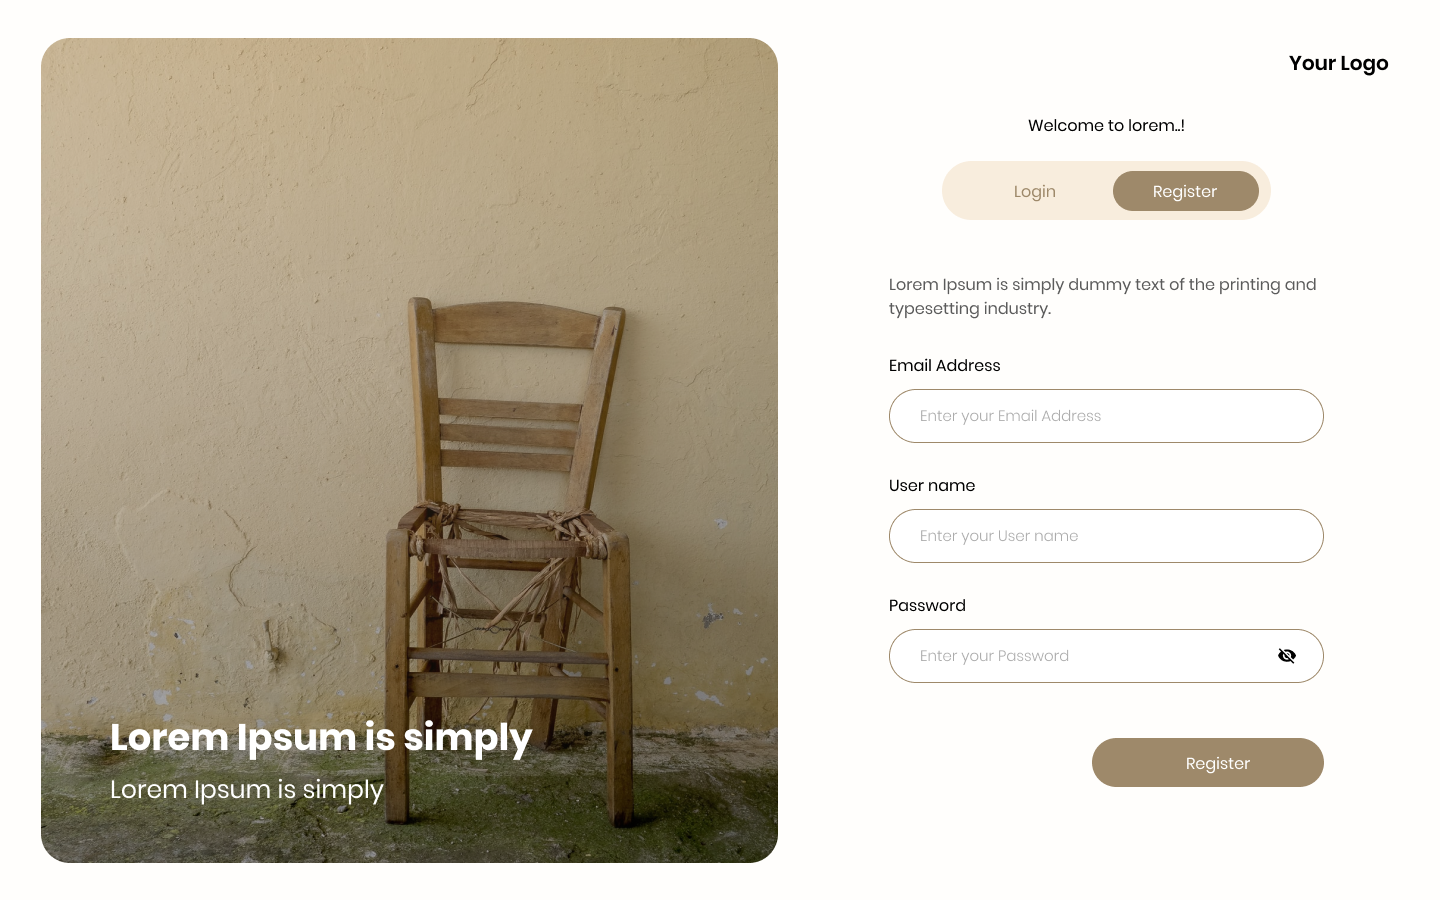 Your Logo
Welcome to lorem..!
Login
Register
Lorem Ipsum is simply dummy text of the printing and
typesetting industry.
Email Address
Enter your Email Address
User name
Enter your User name
Password
Enter your Password
Register
Lorem Ipsum is simply
Lorem Ipsum is simply